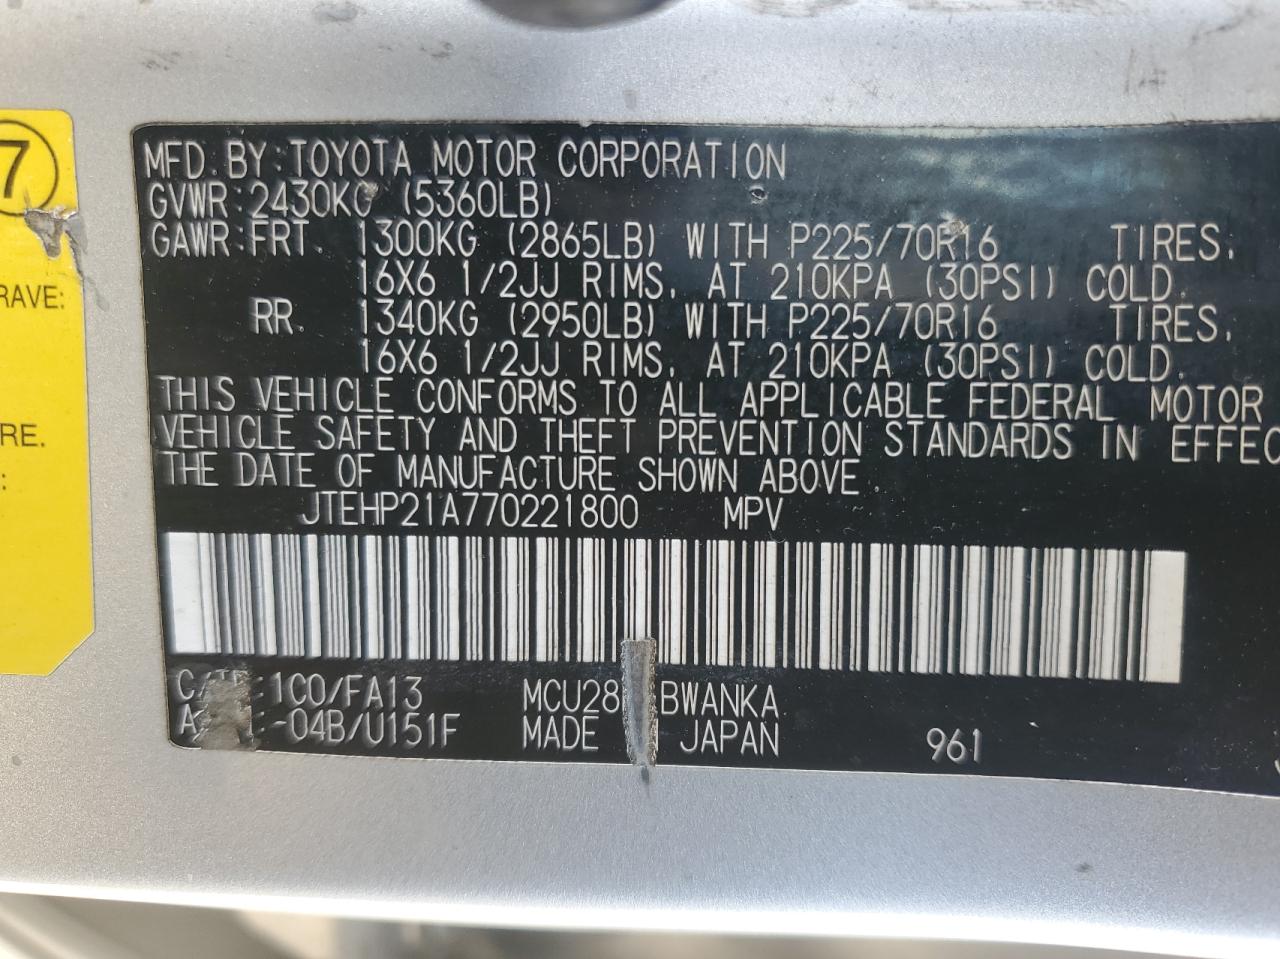 7
RAVE:
RE.
:
MFD. BY: TOYOTA MOTOR CORPORATION
GVWR: 2430KG (5360LB)
GAWR: FRT. 1300KG (2865LB) WITH P225/70R16 TIRES,
16X6 1/2JJ RIMS, AT 210KPA (30PSI) COLD.
RR. 1340KG (2950LB) WITH P225/70R16 TIRES,
16X6 1/2JJ RIMS, AT 210KPA (30PSI) COLD.
THIS VEHICLE CONFORMS TO ALL APPLICABLE FEDERAL MOTOR
VEHICLE SAFETY AND THEFT PREVENTION STANDARDS IN EFFEC
THE DATE OF MANUFACTURE SHOWN ABOVE.
JTEHP21A770221800 MPV
:1C0/FA13 MCU28 BWANKA
:-04B/U151F MADE JAPAN 961